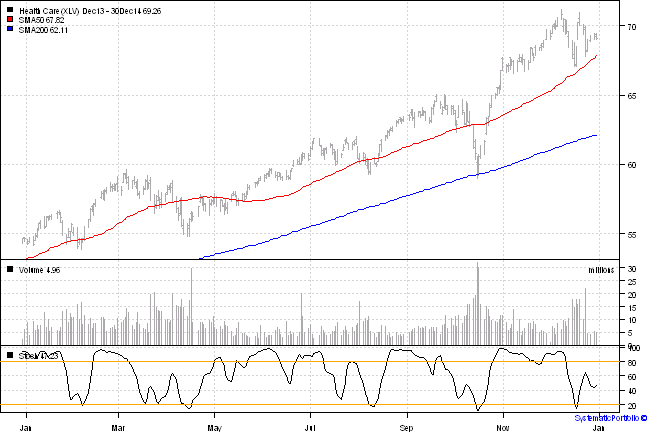 Health Care (XLV) Dec13 - 30Dec14 69.26
SMA50 67.82
SMA200 62.11
70
65
60
55
Volume 4.96
millions
30
25
20
15
10
5
0
100
80
60
40
20
Jan Mar May Jul Sep Nov Jan
SystematicPortfolio ©